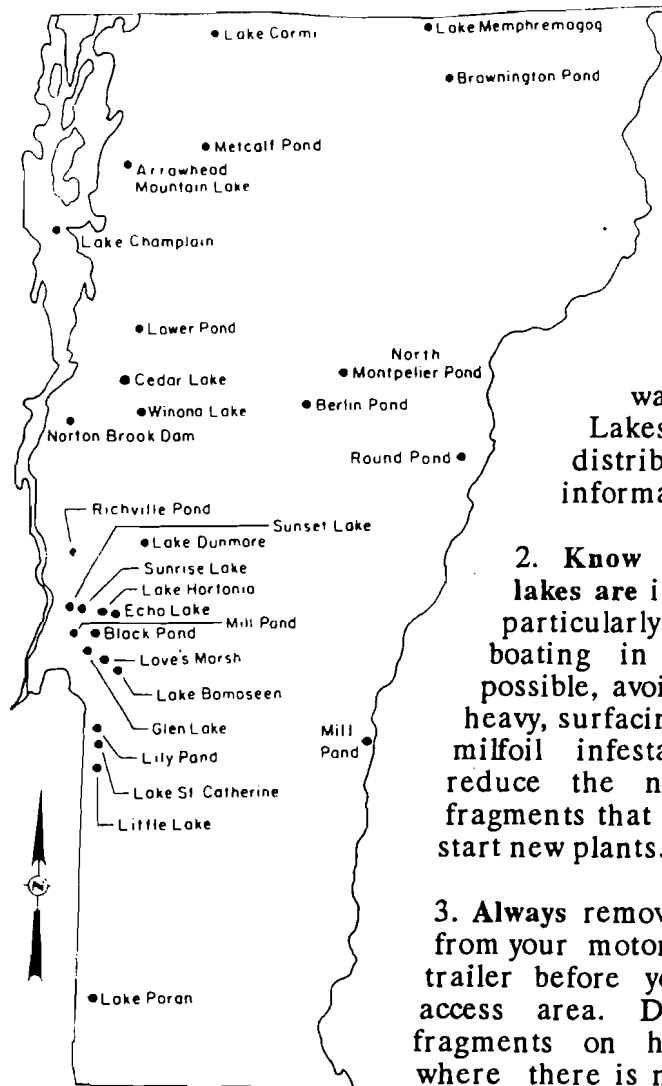 Lake Carmi
Lake Memphremagog
Brownington Pond
Metcalf Pond
Arrowhead
Mountain Lake
Lake Champlain
Lower Pond
North
Montpelier Pond
Cedar Lake
Winona Lake
Berlin Pond
Norton Brook Dam
Round Pond
Richville Pond
Sunset Lake
Lake Dunmore
Sunrise Lake
Lake Hortonia
Echo Lake
Mill Pond
Black Pond
Love's Marsh
Lake Bomoseen
Glen Lake
Mill
Pond
Lily Pond
Lake St Catherine
Little Lake
N
Lake Paran
wa
Lakes
distrib
informa
2. Know
lakes are i
particularly
boating in
possible, avoi
heavy, surfacin
milfoil infesta
reduce the n
fragments that
start new plants.
3. Always remov
from your motor
trailer before yo
access area. D
fragments on h
where there is n